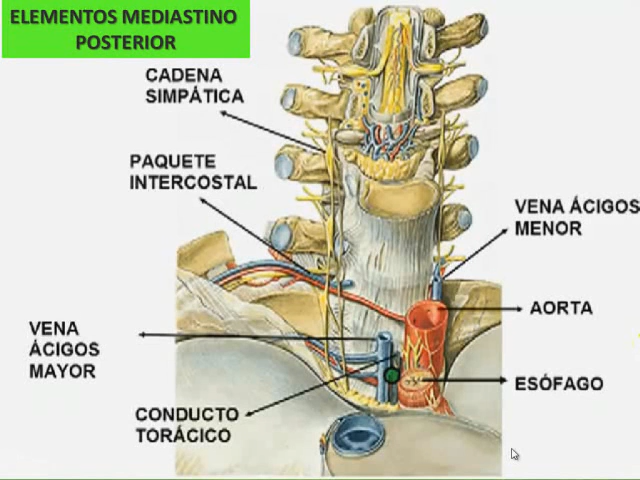 ELEMENTOS MEDIASTINO
POSTERIOR
CADENA
SIMPÁTICA
PAQUETE
INTERCOSTAL
VENA ÁCIGOS
MENOR
AORTA
VENA
ÁCIGOS
MAYOR
ESÓFAGO
CONDUCTO
TORÁCICO